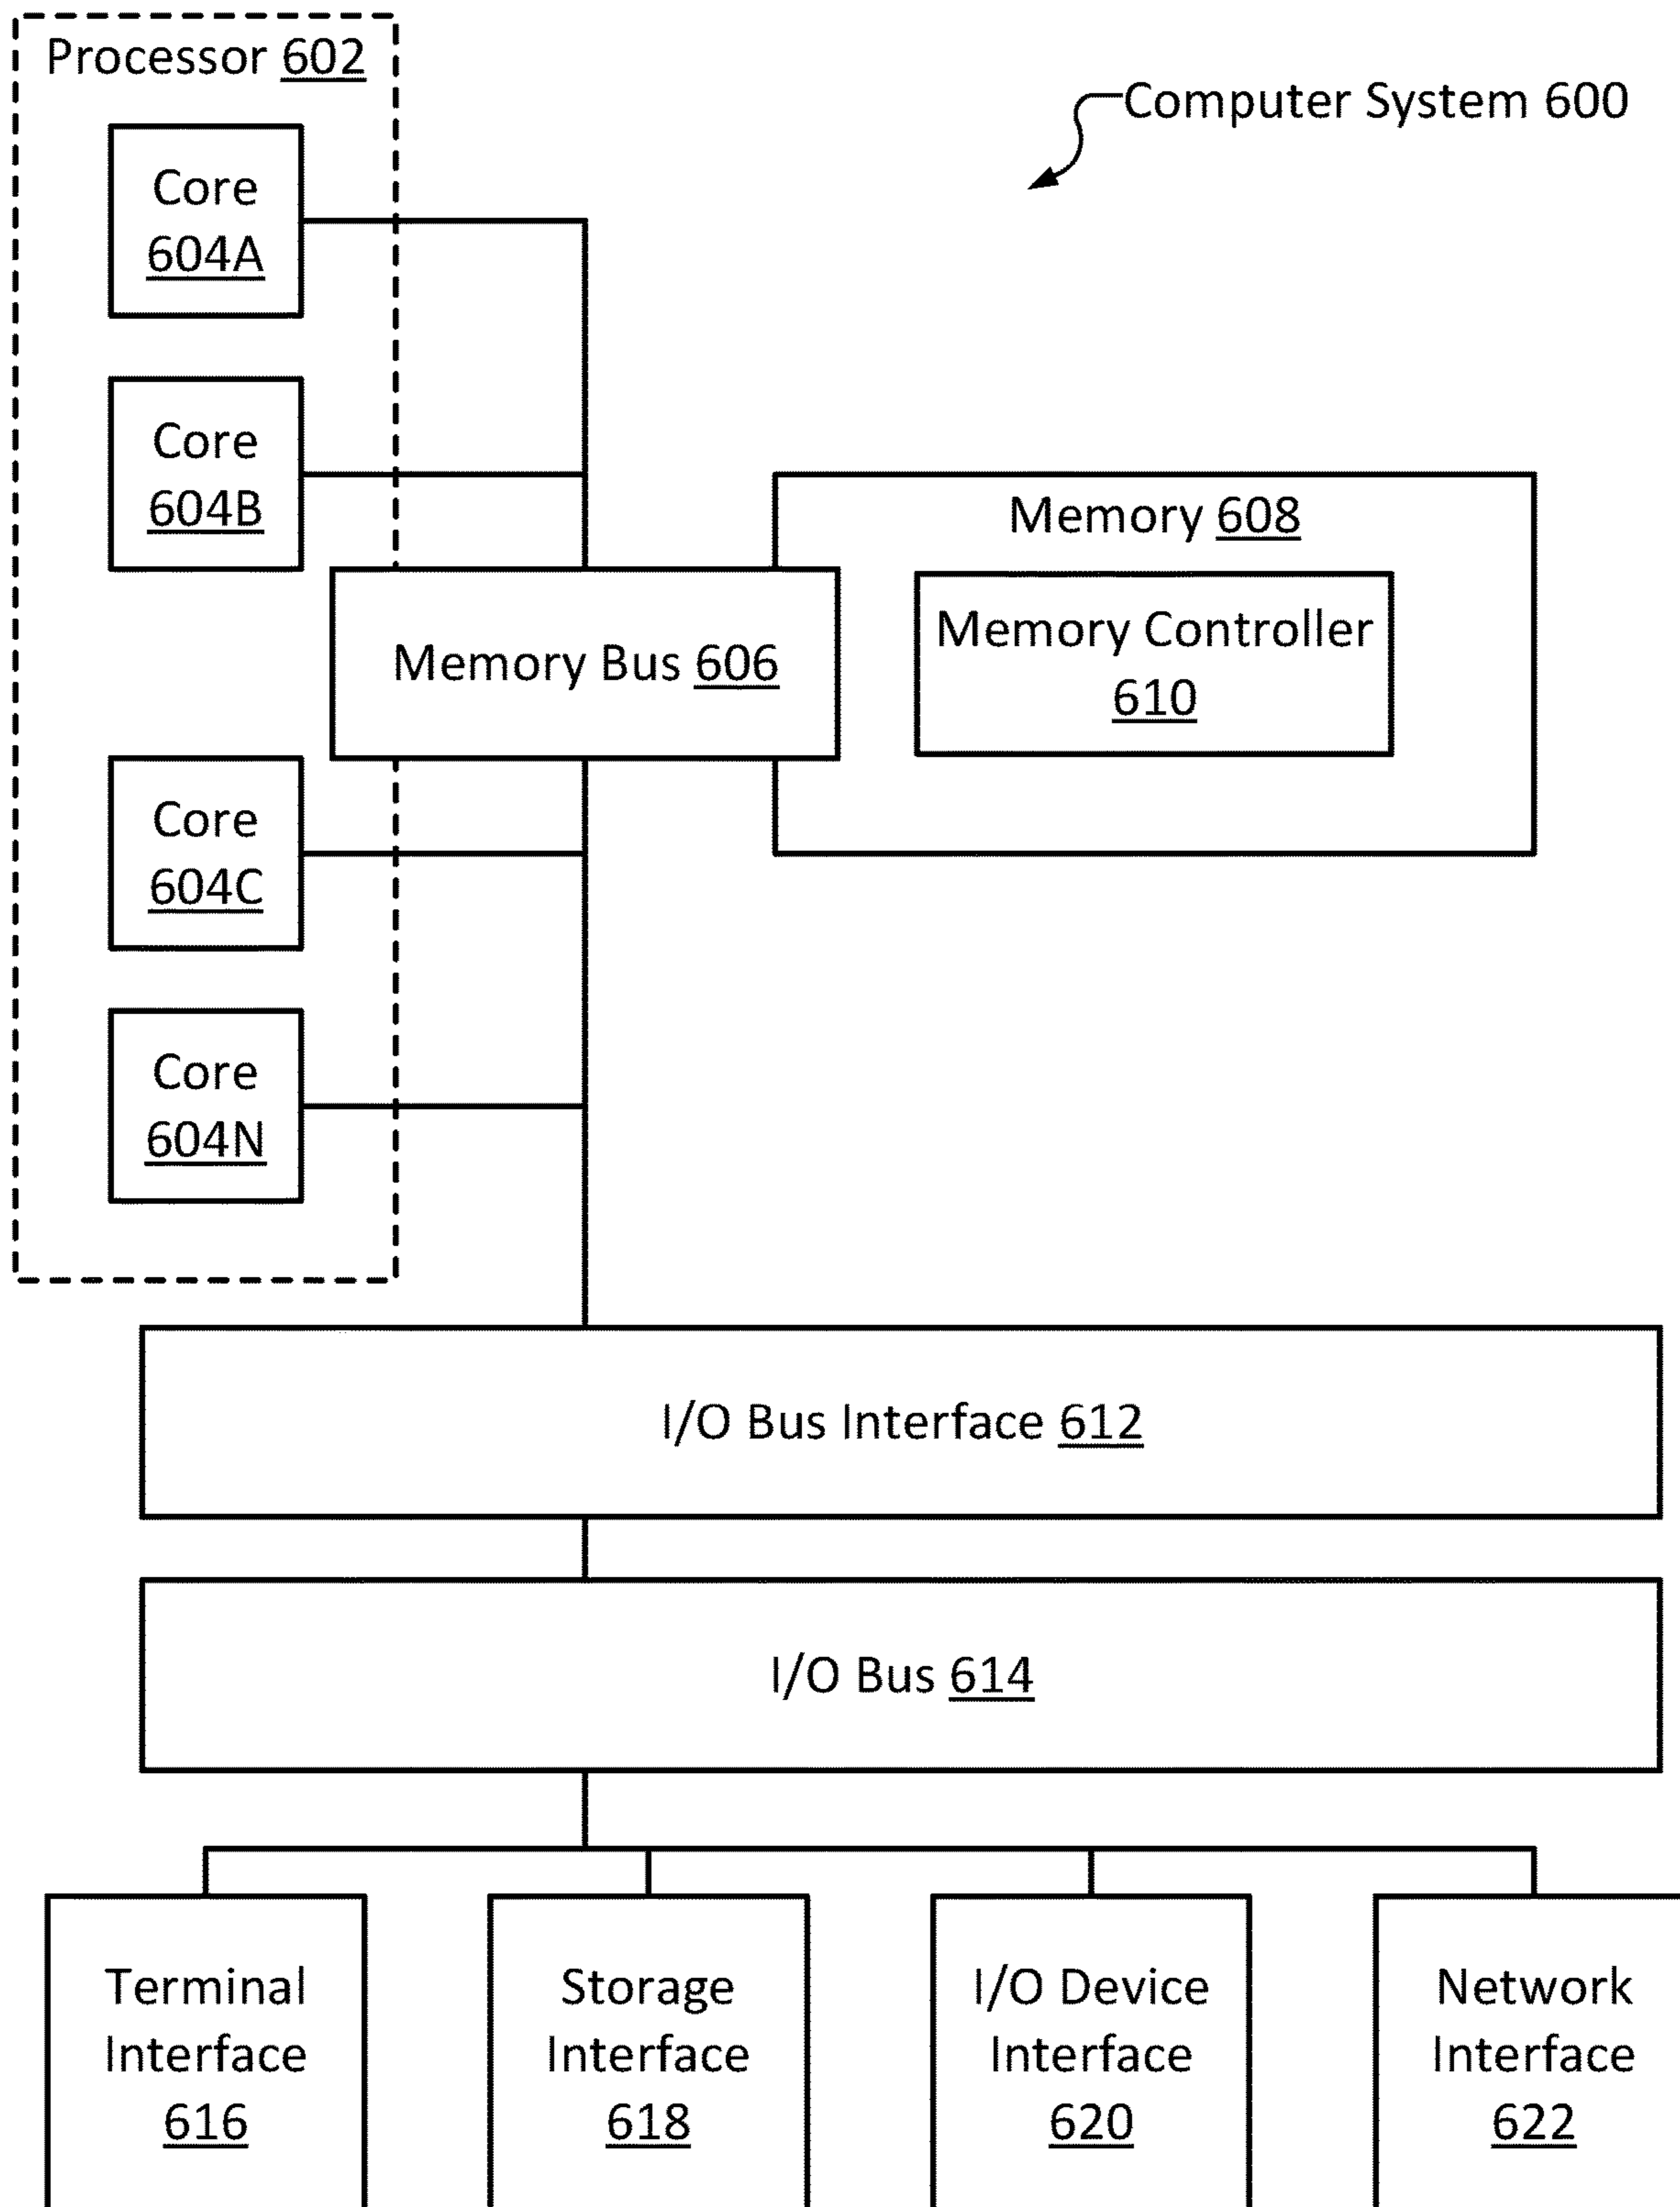 Processor 602
Computer System 600
Core
604A
Core
604B
Memory 608
Memory Controller
610
Memory Bus 606
Core
604C
Core
604N
I/O Bus Interface 612
I/O Bus 614
Terminal
Interface
616
Storage
Interface
618
I/O Device
Interface
620
Network
Interface
622